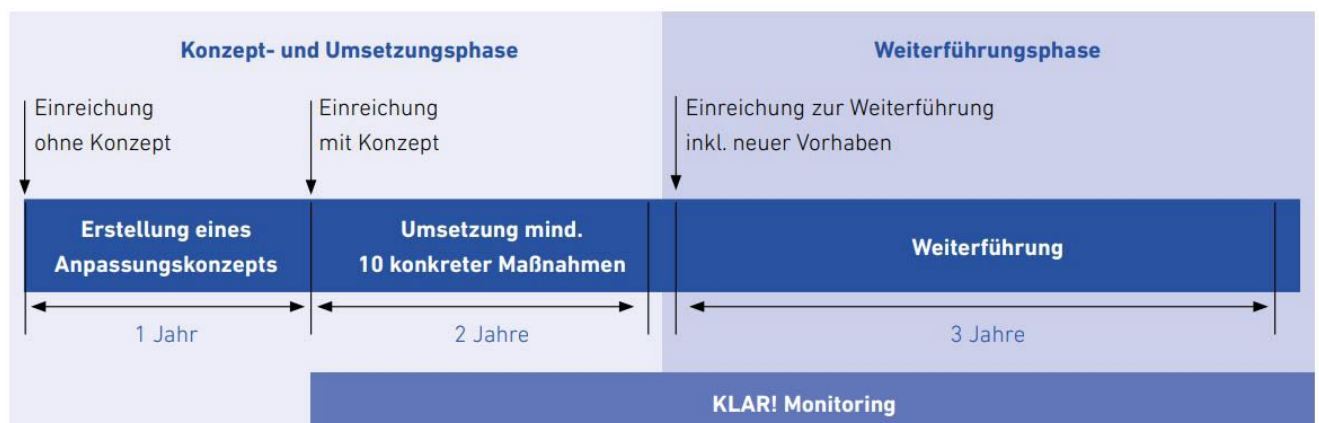 Konzept- und Umsetzungsphase
Weiterführungsphase
Einreichung
ohne Konzept
Einreichung
mit Konzept
Einreichung zur Weiterführung
inkl. neuer Vorhaben
Erstellung eines
Anpassungskonzepts
Umsetzung mind.
10 konkreter Maßnahmen
Weiterführung
1 Jahr
2 Jahre
3 Jahre
KLAR! Monitoring